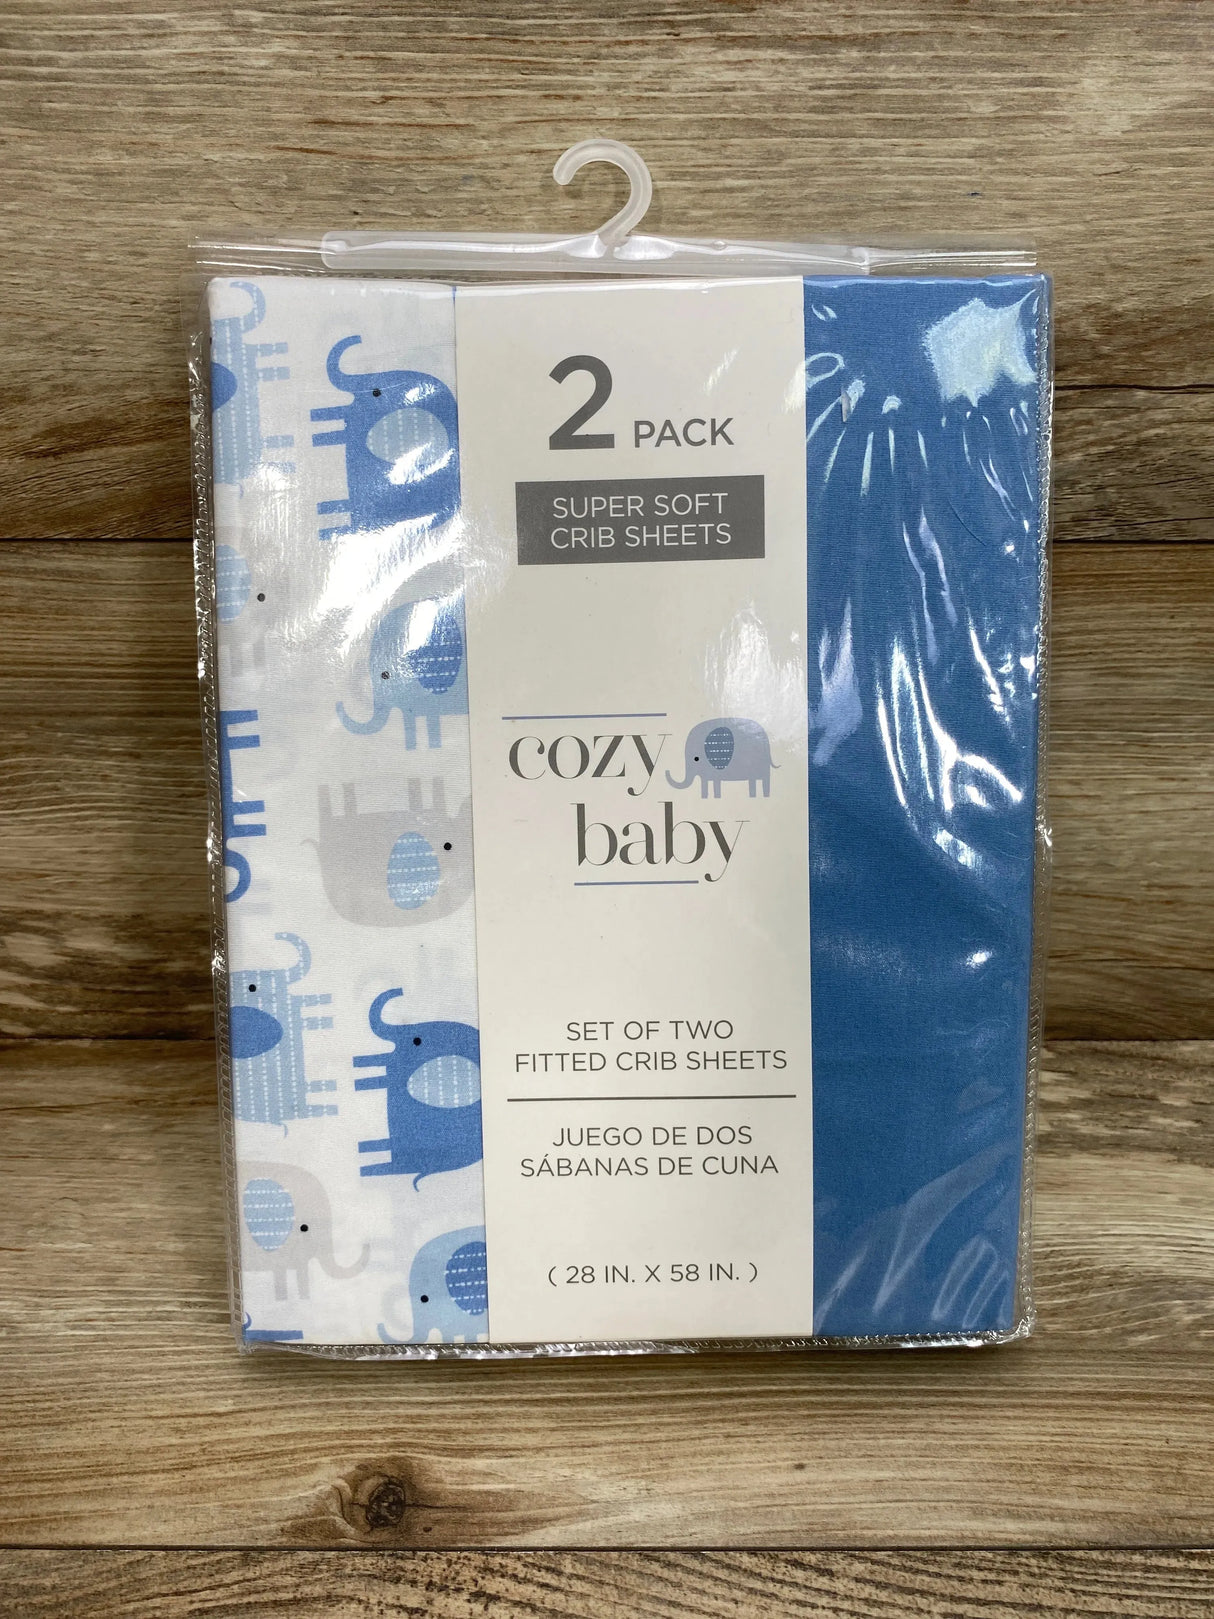 2 PACK
SUPER SOFT
CRIB SHEETS
cozy
baby
SET OF TWO
FITTED CRIB SHEETS
JUEGO DE DOS
SÁBANAS DE CUNA
( 28 IN. X 58 IN. )